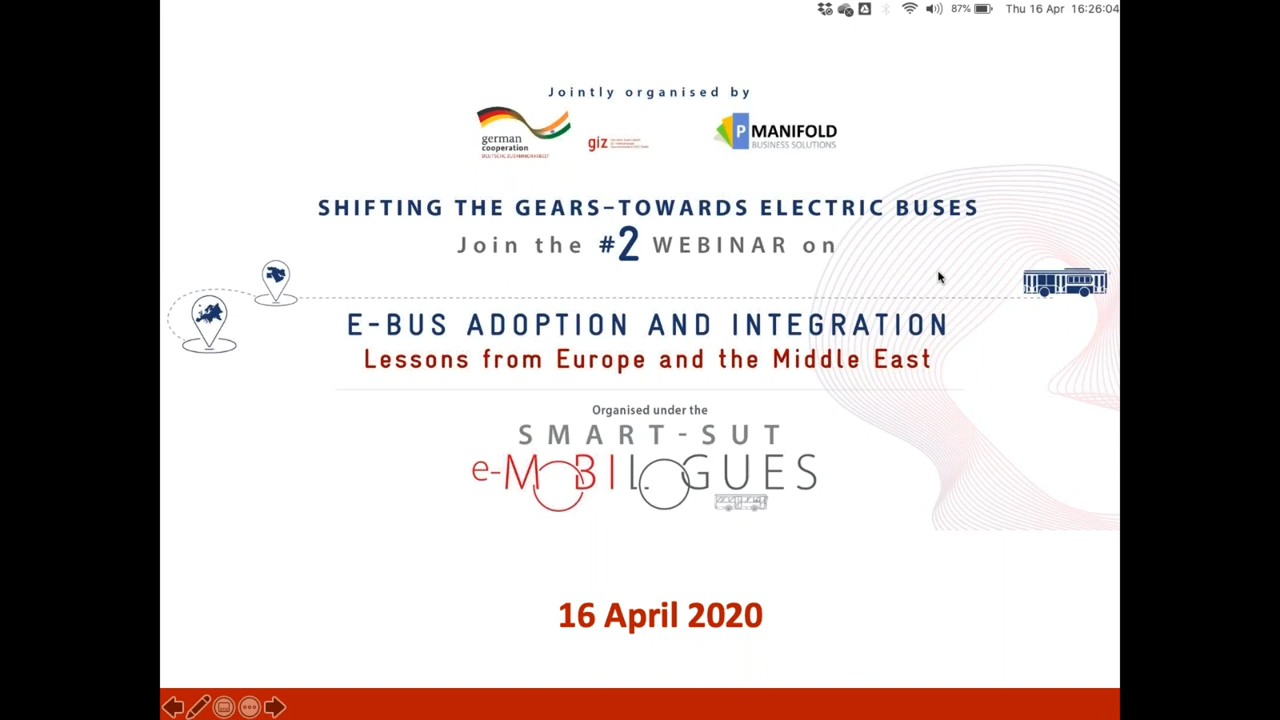 87% Thu 16 Apr 16:26:04
Jointly organised by
german
cooperation
DEUTSCHE ZUSAMMENARBEIT
giz
P MANIFOLD
BUSINESS SOLUTIONS
SHIFTING THE GEARS–TOWARDS ELECTRIC BUSES
Join the #2 WEBINAR on
E-BUS ADOPTION AND INTEGRATION
Lessons from Europe and the Middle East
Organised under the
SMART-SUT
e-MOBILOGUES
16 April 2020